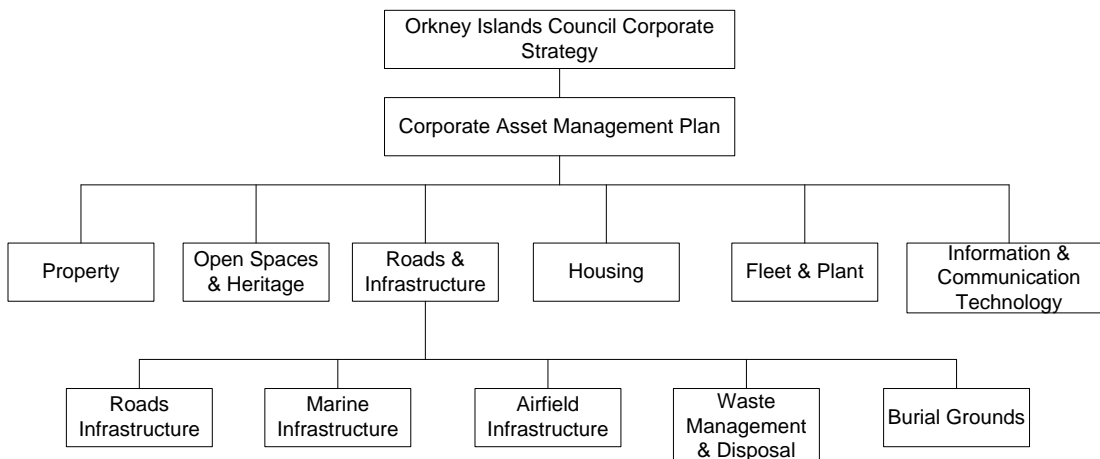 Orkney Islands Council Corporate
Strategy
Corporate Asset Management Plan
Property
Open Spaces
& Heritage
Roads &
Infrastructure
Housing
Fleet & Plant
Information &
Communication
Technology
Roads
Infrastructure
Marine
Infrastructure
Airfield
Infrastructure
Waste
Management
& Disposal
Burial Grounds